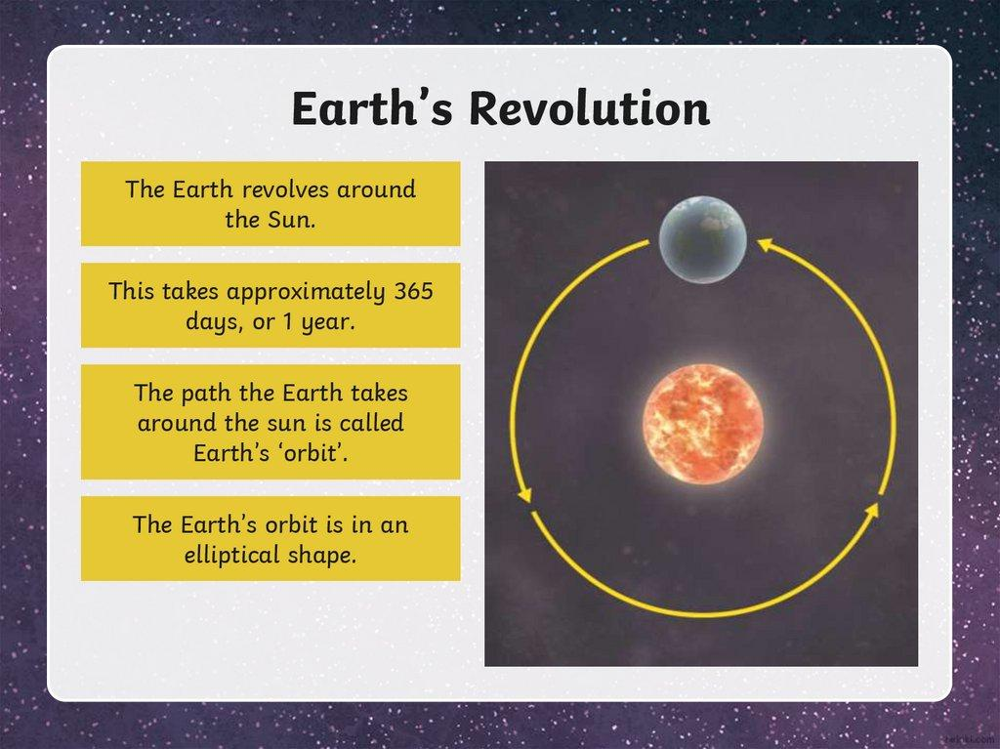 Earth’s Revolution
The Earth revolves around
the Sun.
This takes approximately 365
days, or 1 year.
The path the Earth takes
around the sun is called
Earth’s ‘orbit’.
The Earth’s orbit is in an
elliptical shape.